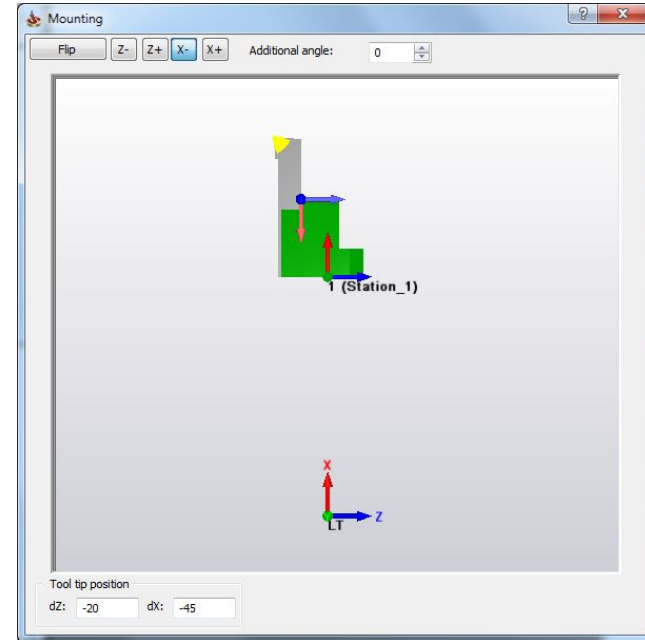 Mounting
Flip Z- Z+ X- X+ Additional angle: 0
1 (Station_1)
X
Z
LT
Tool tip position
dZ: -20 dX: -45